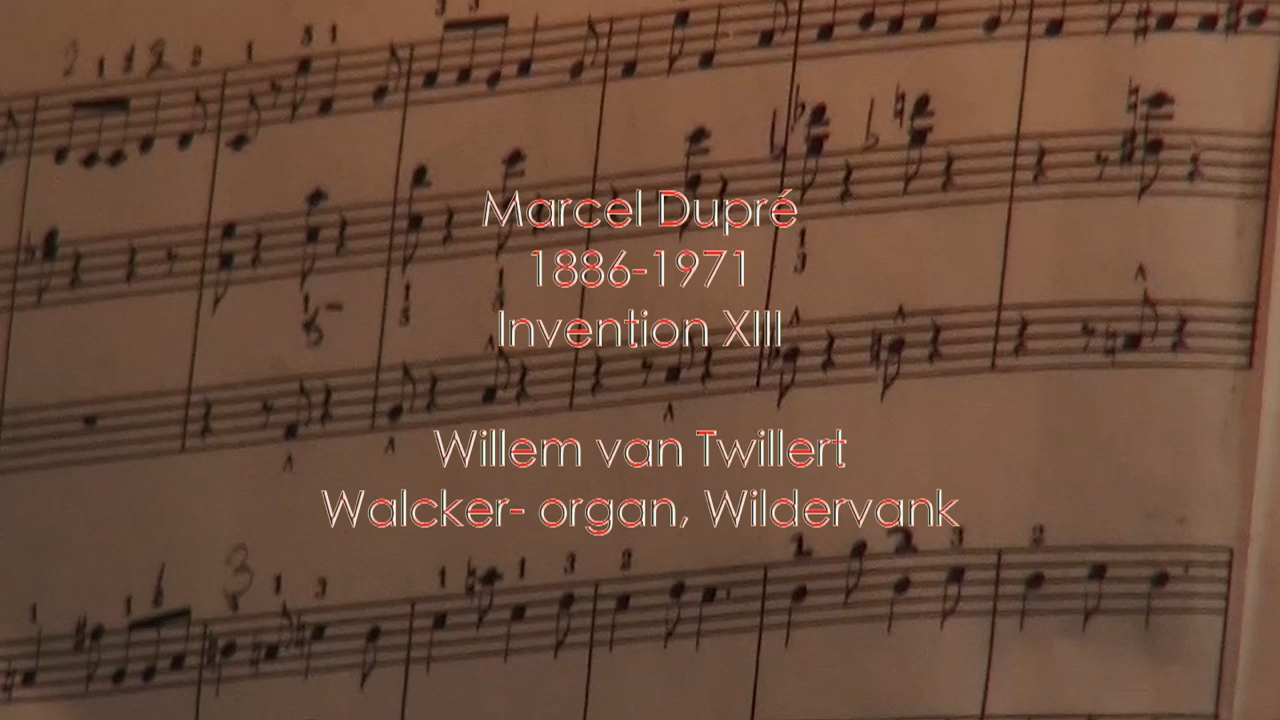 Marcel Dupré
1886-1971
Invention XIII
Willem van Twillert
Walcker- organ, Wildervank